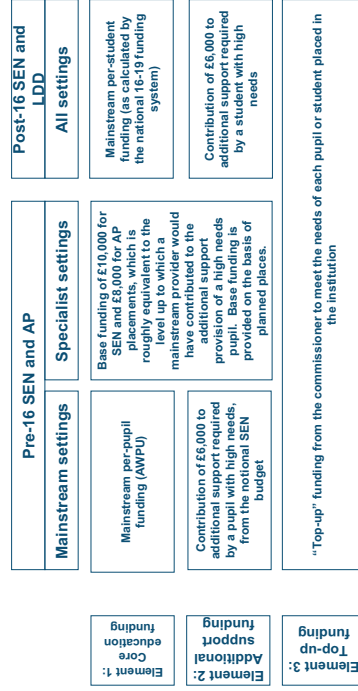 Pre-16 SEN and AP
Post-16 SEN and
LDD
Mainstream settings
Specialist settings
All settings
Element 1:
Core
education
funding
Mainstream per-pupil
funding (AWPU)
Base funding of £10,000 for
SEN and £8,000 for AP
placements, which is
roughly equivalent to the
level up to which a
mainstream provider would
have contributed to the
additional support
provision of a high needs
pupil. Base funding is
provided on the basis of
planned places.
Mainstream per-student
funding (as calculated by
the national 16-19 funding
system)
Element 2:
Additional
support
funding
Contribution of £6,000 to
additional support required
by a pupil with high needs,
from the notional SEN
budget
Contribution of £6,000 to
additional support required
by a student with high
needs
Element 3:
Top-up
funding
“Top-up” funding from the commissioner to meet the needs of each pupil or student placed in
the institution